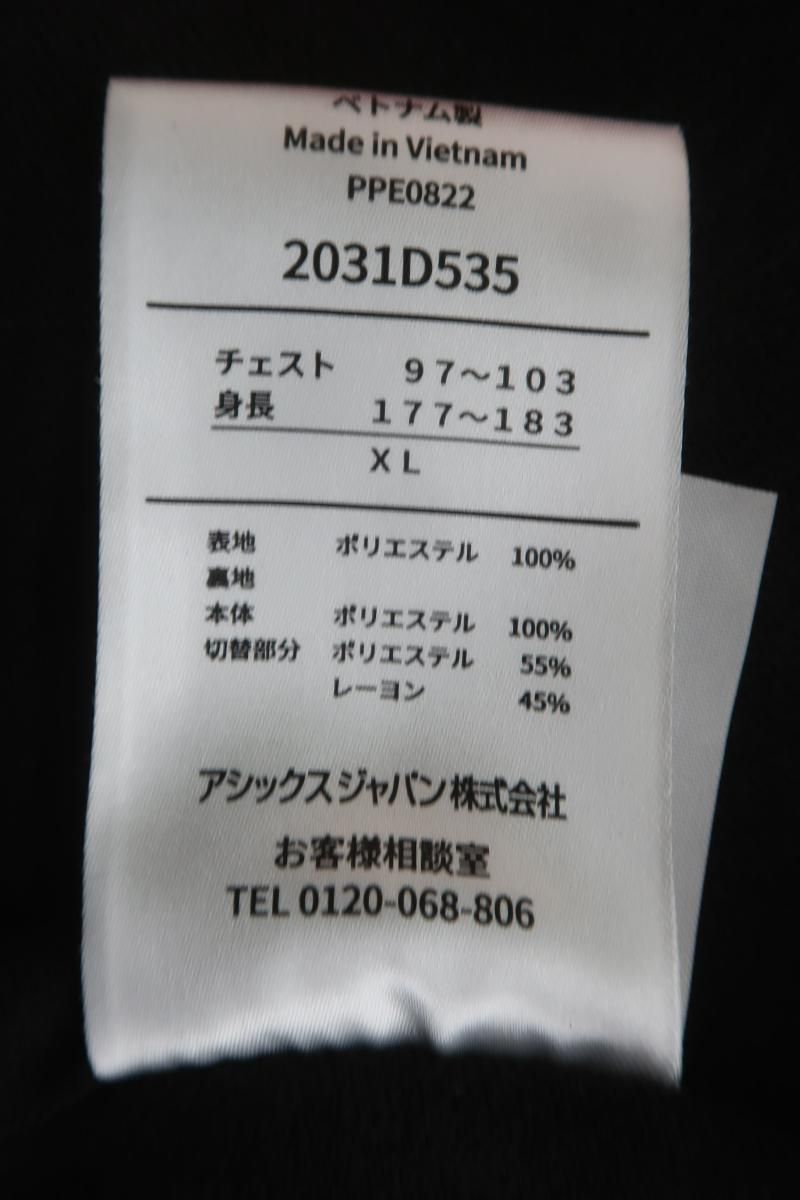 ベトナム製
Made in Vietnam
PPE0822
2031D535
チェスト 97～103
身長 177～183
XL
表地 ポリエステル 100%
裏地
本体 ポリエステル 100%
切替部分 ポリエステル 55%
レーヨン 45%
アシックスジャパン株式会社
お客様相談室
TEL 0120-068-806